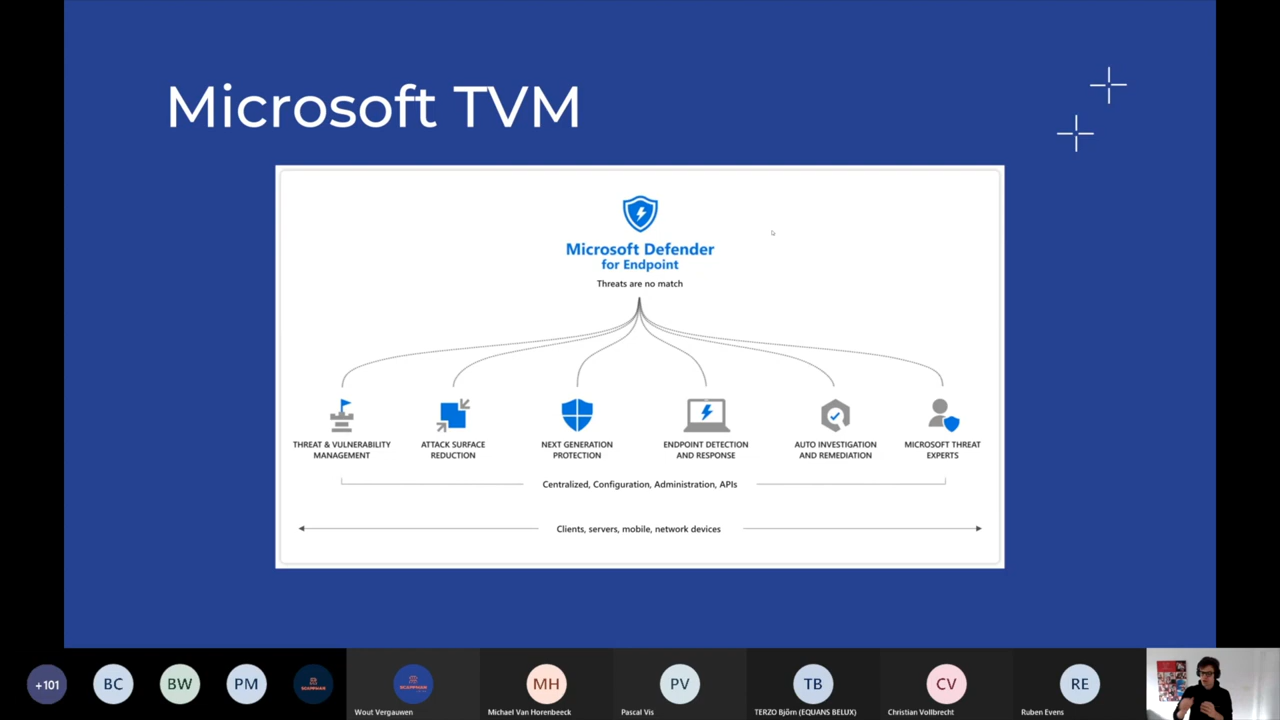 Microsoft TVM
Microsoft Defender
for Endpoint
Threats are no match
THREAT & VULNERABILITY
MANAGEMENT
ATTACK SURFACE
REDUCTION
NEXT GENERATION
PROTECTION
ENDPOINT DETECTION
AND RESPONSE
AUTO INVESTIGATION
AND REMEDIATION
MICROSOFT THREAT
EXPERTS
Centralized, Configuration, Administration, APIs
Clients, servers, mobile, network devices
+101
BC
BW
PM
MH
PV
TB
CV
RE
Wout Vergauwen
Michael Van Horenbeeck
Pascal Vis
TERZO Björn (EQUANS BELUX)
Christian Vollbrecht
Ruben Evens